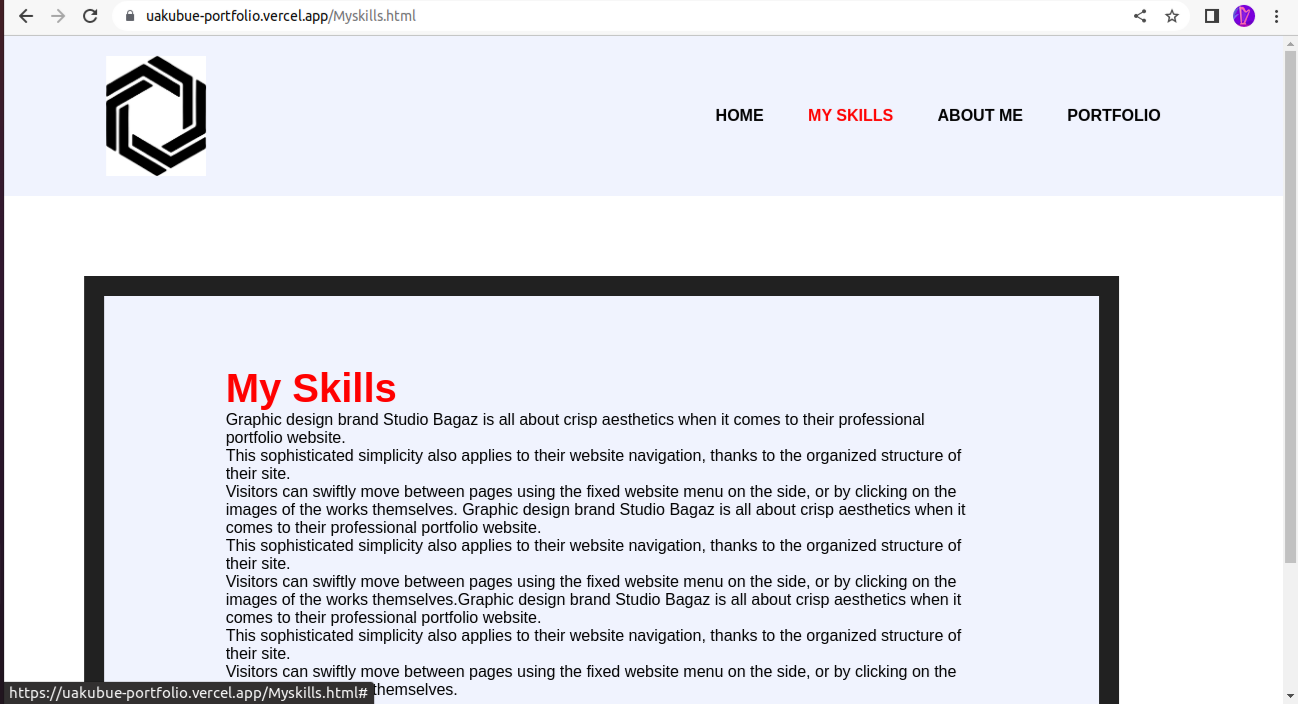 uakubue-portfolio.vercel.app/Myskills.html
HOME MY SKILLS ABOUT ME PORTFOLIO
My Skills
Graphic design brand Studio Bagaz is all about crisp aesthetics when it comes to their professional
portfolio website.
This sophisticated simplicity also applies to their website navigation, thanks to the organized structure of
their site.
Visitors can swiftly move between pages using the fixed website menu on the side, or by clicking on the
images of the works themselves. Graphic design brand Studio Bagaz is all about crisp aesthetics when it
comes to their professional portfolio website.
This sophisticated simplicity also applies to their website navigation, thanks to the organized structure of
their site.
Visitors can swiftly move between pages using the fixed website menu on the side, or by clicking on the
images of the works themselves.Graphic design brand Studio Bagaz is all about crisp aesthetics when it
comes to their professional portfolio website.
This sophisticated simplicity also applies to their website navigation, thanks to the organized structure of
their site.
Visitors can swiftly move between pages using the fixed website menu on the side, or by clicking on the
themselves.
https://uakubue-portfolio.vercel.app/Myskills.html#